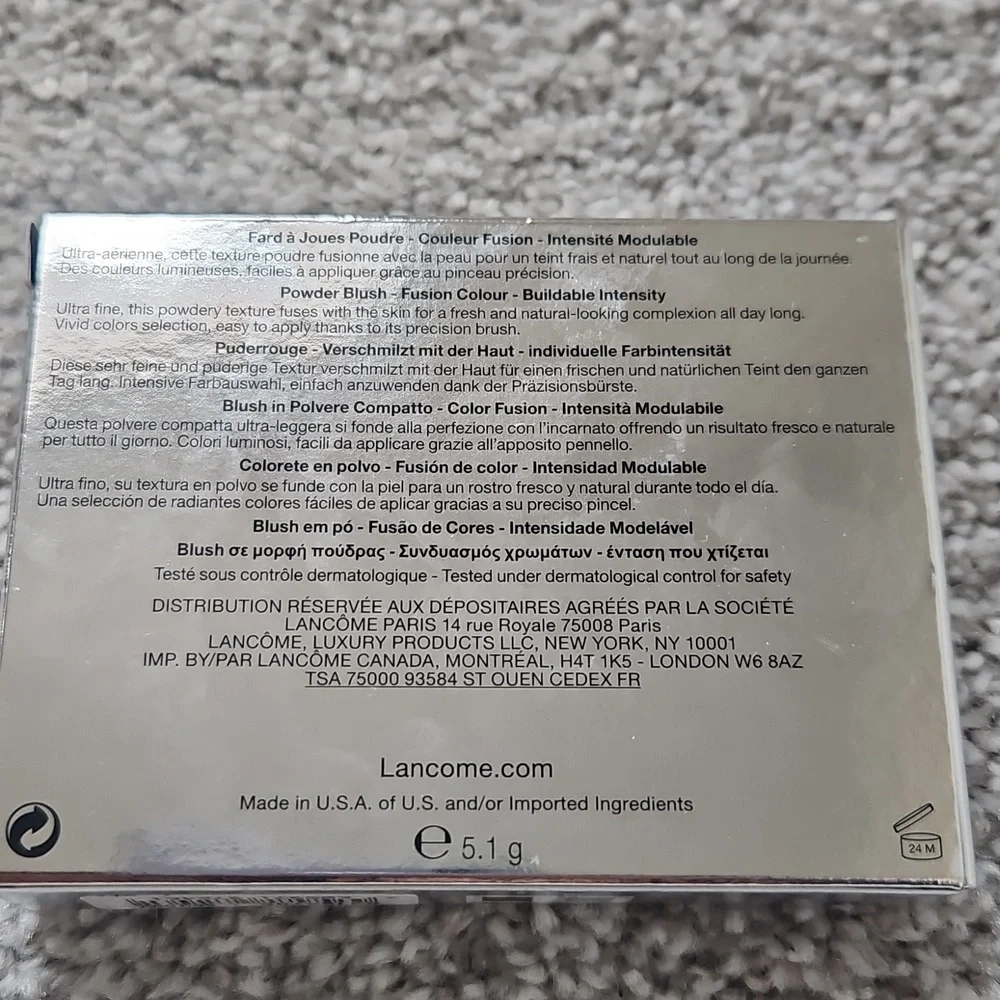 Fard à Joues Poudre - Couleur Fusion - Intensité Modulable
Ultra-aérienne, cette texture poudre fusionne avec la peau pour un teint frais et naturel tout au long de la journée.
Des couleurs lumineuses, faciles à appliquer grâce au pinceau précision.
Powder Blush - Fusion Colour - Buildable Intensity
Ultra fine, this powdery texture fuses with the skin for a fresh and natural-looking complexion all day long.
Vivid colors selection, easy to apply thanks to its precision brush.
Puderrouge - Verschmilzt mit der Haut - individuelle Farbintensität
Diese sehr feine und puderige Textur verschmilzt mit der Haut für einen frischen und natürlichen Teint den ganzen
Tag lang. Intensive Farbauswahl, einfach anzuwenden dank der Präzisionsbürste.
Blush in Polvere Compatto - Color Fusion - Intensità Modulabile
Questa polvere compatta ultra-leggera si fonde alla perfezione con l'incarnato offrendo un risultato fresco e naturale
per tutto il giorno. Colori luminosi, facili da applicare grazie all'apposito pennello.
Colorete en polvo - Fusión de color - Intensidad Modulable
Ultra fino, su textura en polvo se funde con la piel para un rostro fresco y natural durante todo el día.
Una selección de radiantes colores fáciles de aplicar gracias a su preciso pincel.
Blush em pó - Fusão de Cores - Intensidade Modelável
Blush σε μορφή πούδρας - Συνδυασμός χρωμάτων - ένταση που χτίζεται
Testé sous contrôle dermatologique - Tested under dermatological control for safety
DISTRIBUTION RÉSERVÉE AUX DÉPOSITAIRES AGRÉÉS PAR LA SOCIÉTÉ
LANCÔME PARIS 14 rue Royale 75008 Paris
LANCÔME, LUXURY PRODUCTS LLC, NEW YORK, NY 10001
IMP. BY/PAR LANCÔME CANADA, MONTRÉAL, H4T 1K5 - LONDON W6 8AZ
TSA 75000 93584 ST OUEN CEDEX FR
Lancome.com
Made in U.S.A. of U.S. and/or Imported Ingredients
℮ 5.1 g
24 M